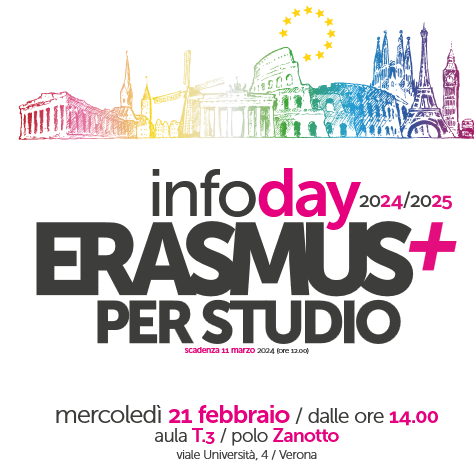 infoday 2024/2025
ERASMUS+
PER STUDIO
scadenza 11 marzo 2024 (ore 12.00)
mercoledì 21 febbraio / dalle ore 14.00
aula T.3 / polo Zanotto
viale Università, 4 / Verona